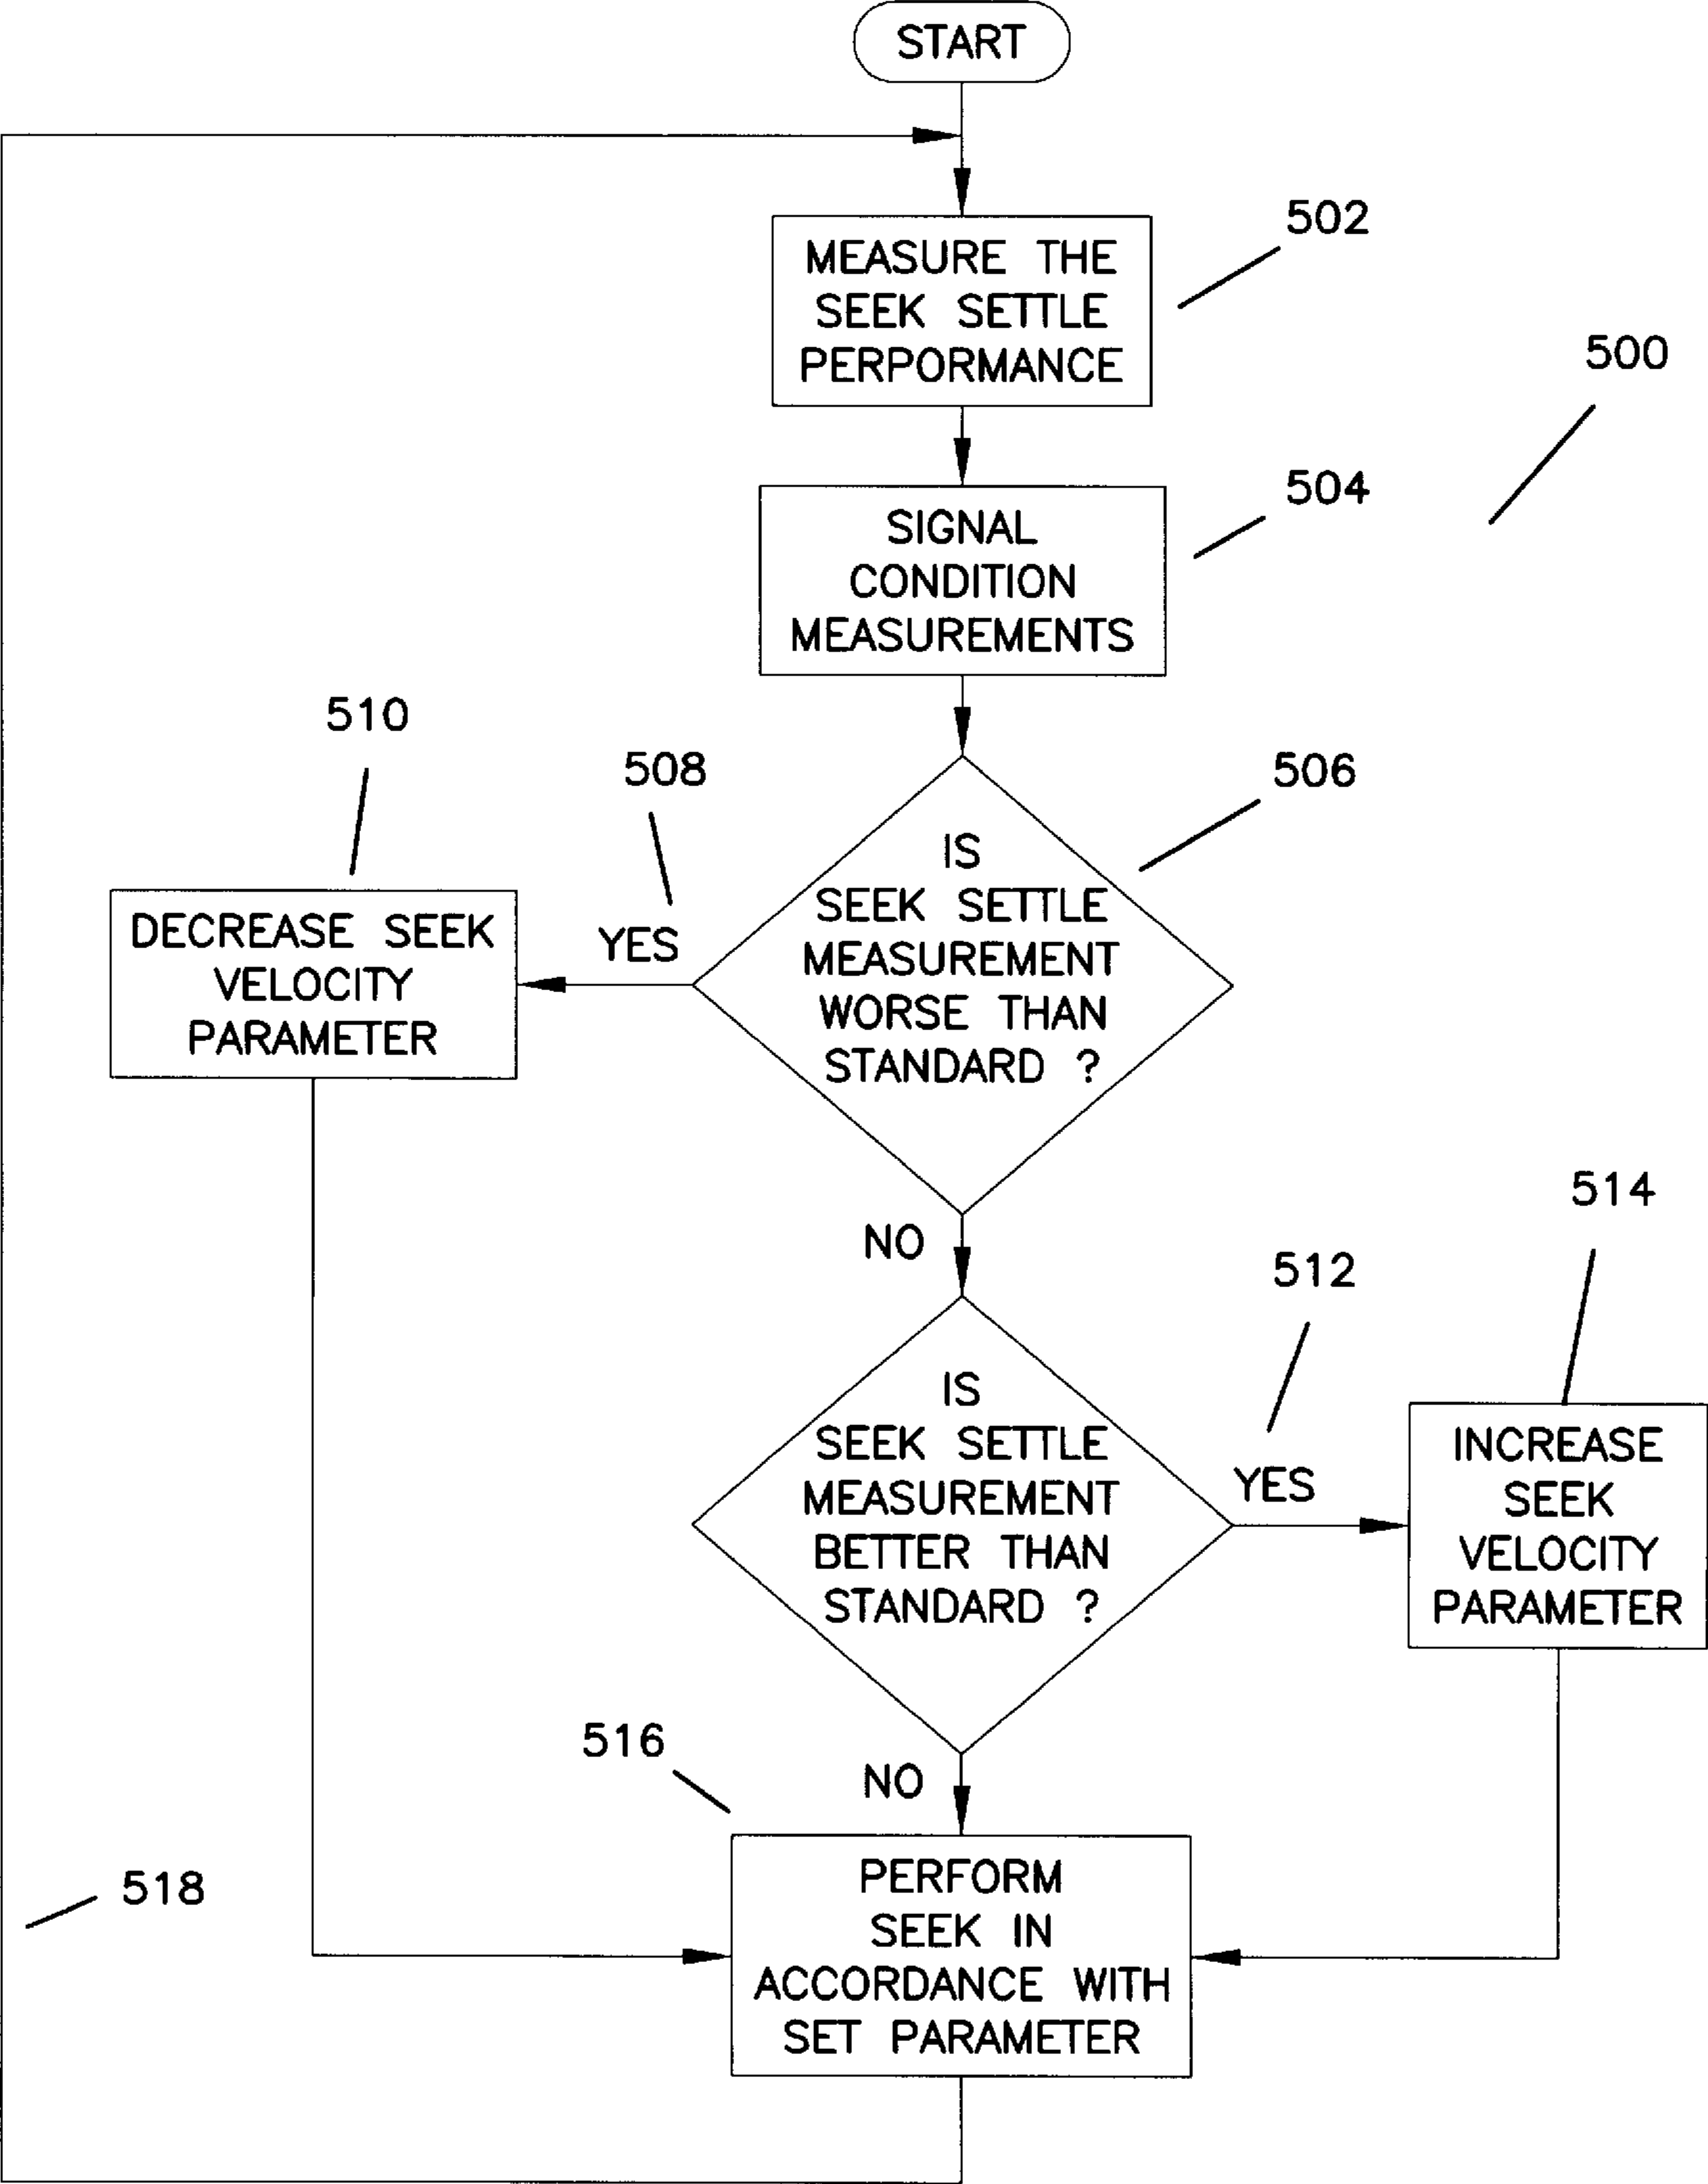 START
MEASURE THE
SEEK SETTLE
PERPORMANCE
502
500
SIGNAL
CONDITION
MEASUREMENTS
504
510
508
506
IS
SEEK SETTLE
MEASUREMENT
WORSE THAN
STANDARD ?
YES
DECREASE SEEK
VELOCITY
PARAMETER
NO
514
512
IS
SEEK SETTLE
MEASUREMENT
BETTER THAN
STANDARD ?
YES
INCREASE
SEEK
VELOCITY
PARAMETER
NO
516
PERFORM
SEEK IN
ACCORDANCE WITH
SET PARAMETER
518